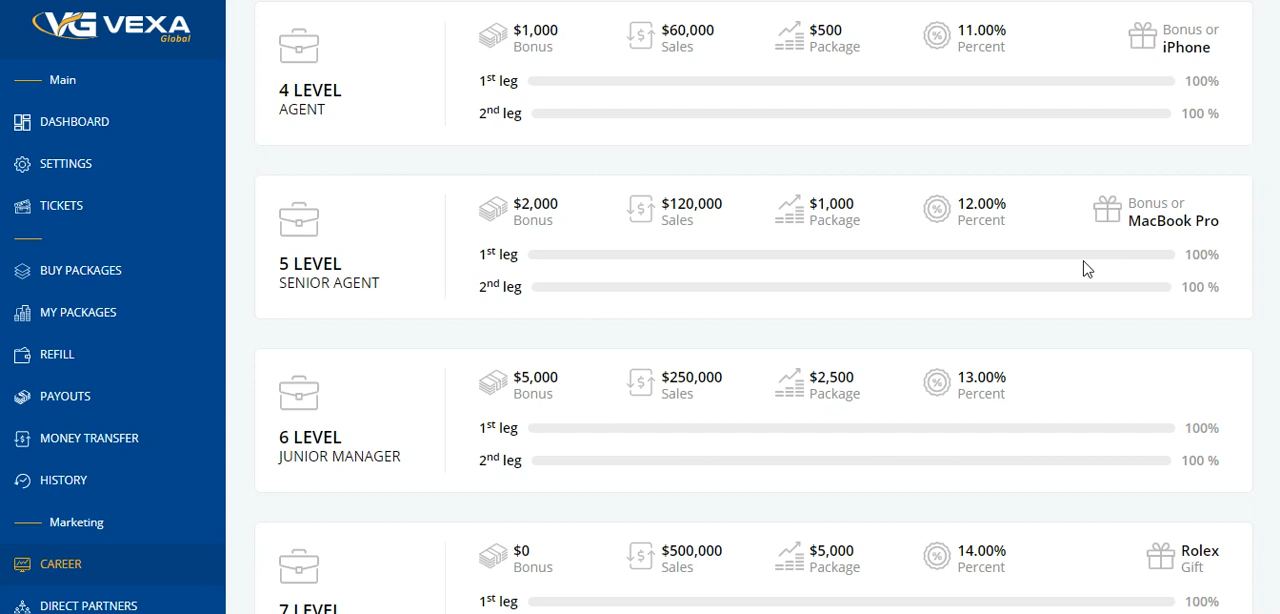 VG VEXA
Global
Main
DASHBOARD
SETTINGS
TICKETS
BUY PACKAGES
MY PACKAGES
REFILL
PAYOUTS
MONEY TRANSFER
HISTORY
Marketing
CAREER
DIRECT PARTNERS
4 LEVEL
AGENT
$1,000
Bonus
$60,000
Sales
$500
Package
11.00%
Percent
Bonus or
iPhone
1st leg 100%
2nd leg 100 %
5 LEVEL
SENIOR AGENT
$2,000
Bonus
$120,000
Sales
$1,000
Package
12.00%
Percent
Bonus or
MacBook Pro
1st leg 100%
2nd leg 100 %
6 LEVEL
JUNIOR MANAGER
$5,000
Bonus
$250,000
Sales
$2,500
Package
13.00%
Percent
1st leg 100%
2nd leg 100 %
7 LEVEL
$0
Bonus
$500,000
Sales
$5,000
Package
14.00%
Percent
Rolex
Gift
1st leg 100%